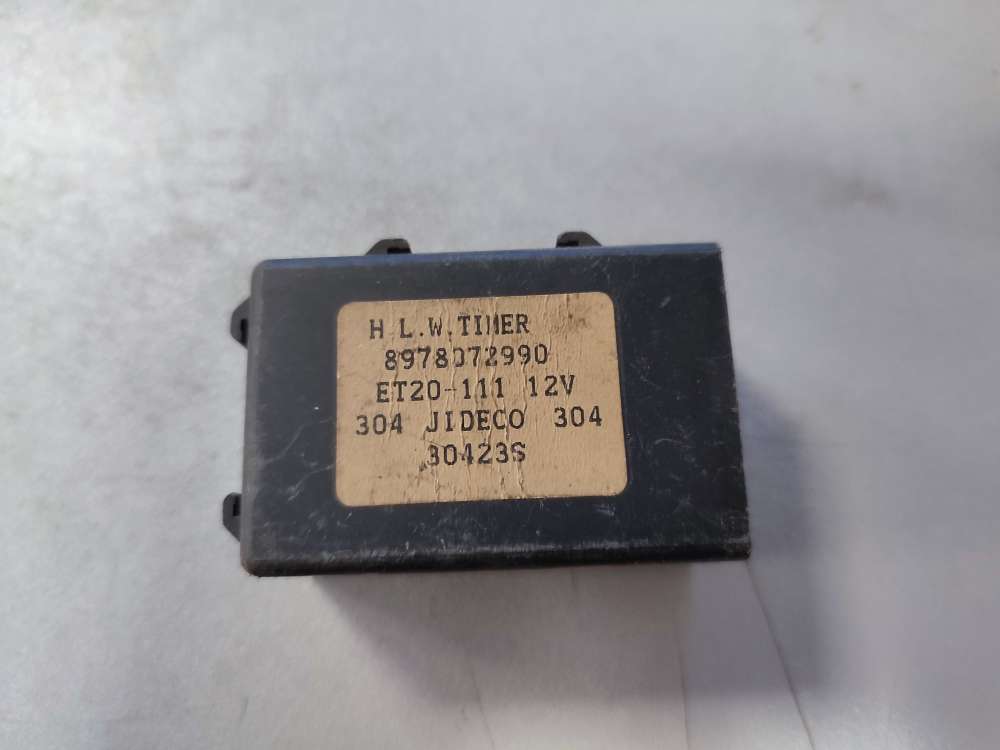 H.L.W.TIMER
8978072990
ET20-111 12V
304 JIDECO 304
30423S